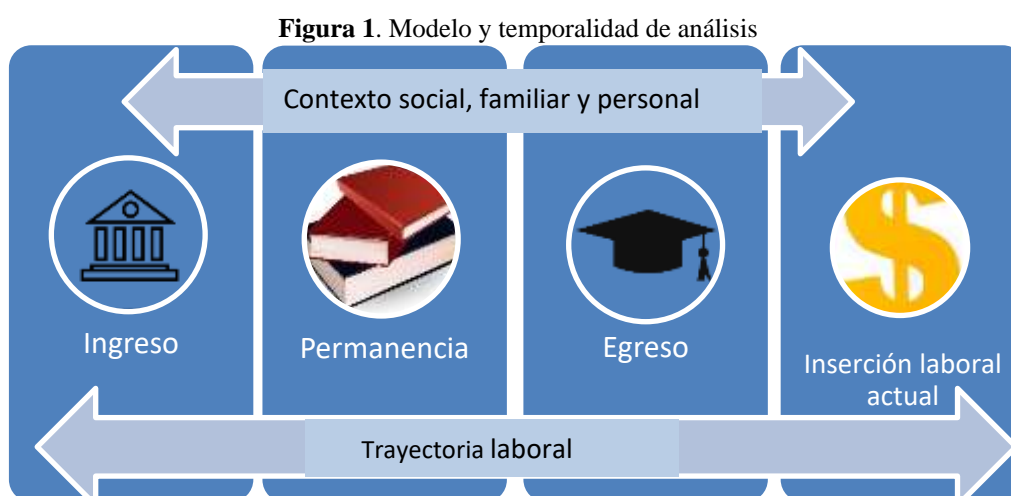 Figura 1. Modelo y temporalidad de análisis
Contexto social, familiar y personal
Ingreso
Permanencia
Egreso
Inserción laboral
actual
Trayectoria laboral